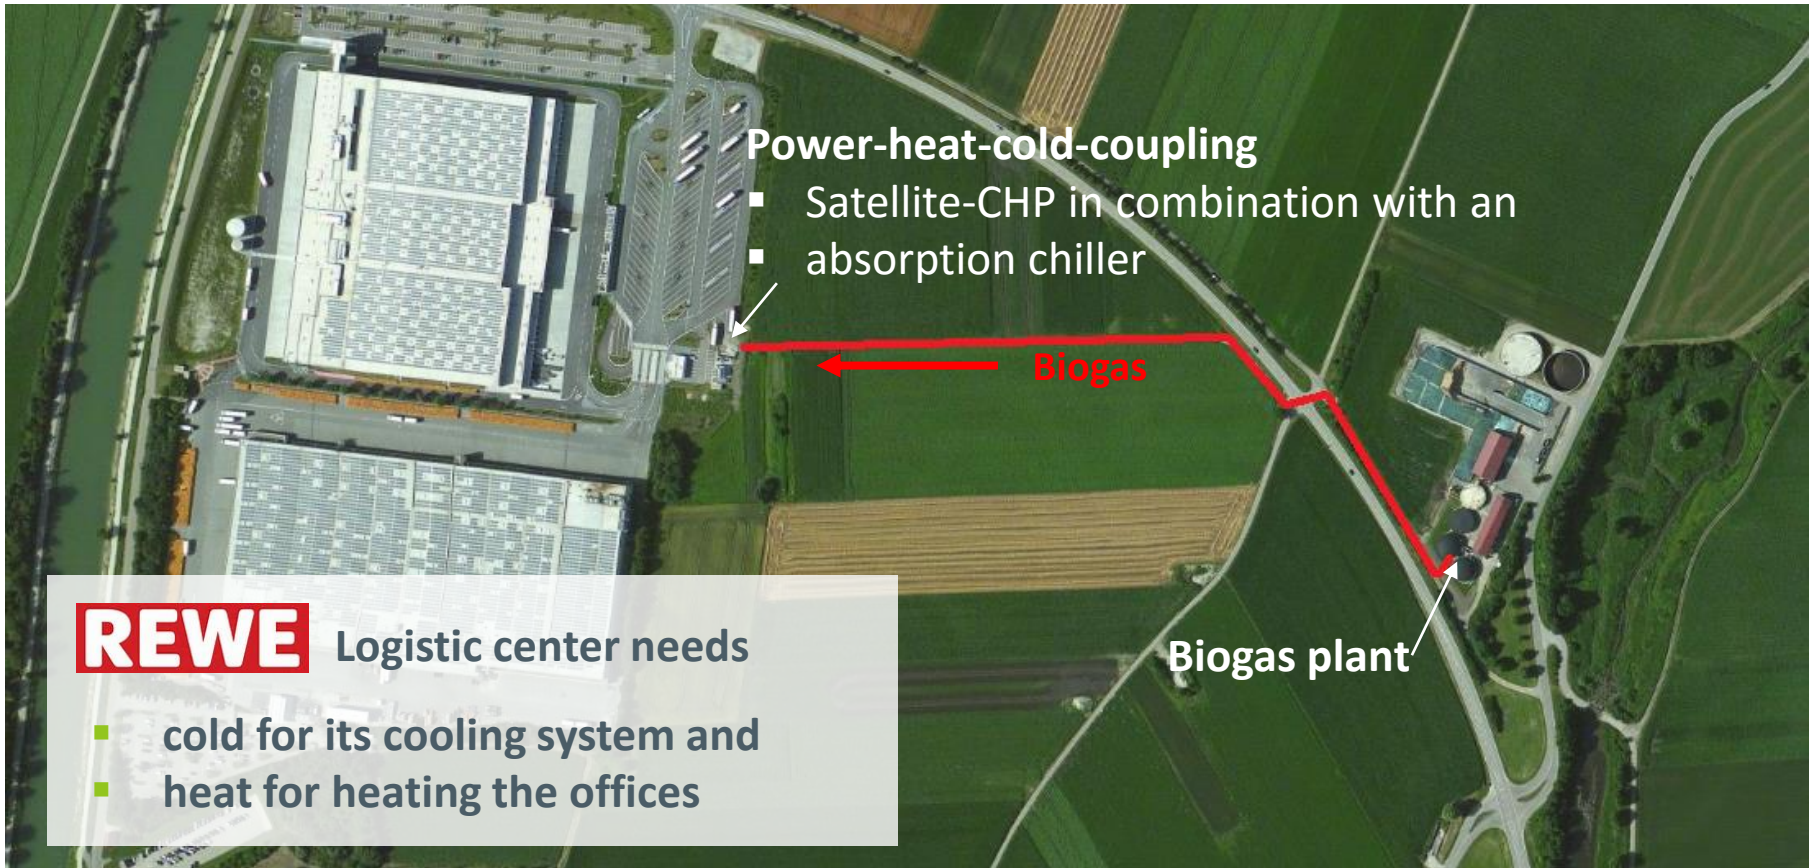 Power-heat-cold-coupling
▪ Satellite-CHP in combination with an
▪ absorption chiller
Biogas
Biogas plant
REWE Logistic center needs
▪ cold for its cooling system and
▪ heat for heating the offices